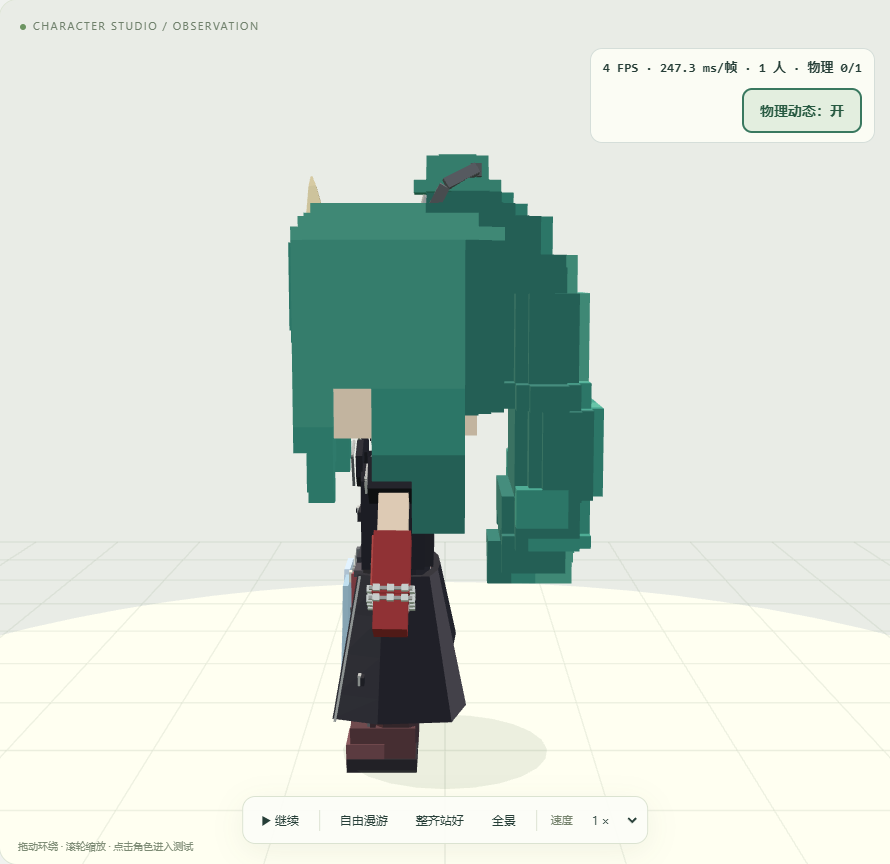 CHARACTER STUDIO / OBSERVATION
4 FPS · 247.3 ms/帧 · 1 人 · 物理 0/1
物理动态: 开
▶ 继续 自由漫游 整齐站好 全景 速度 1 ×
拖动环绕 · 滚轮缩放 · 点击角色进入测试